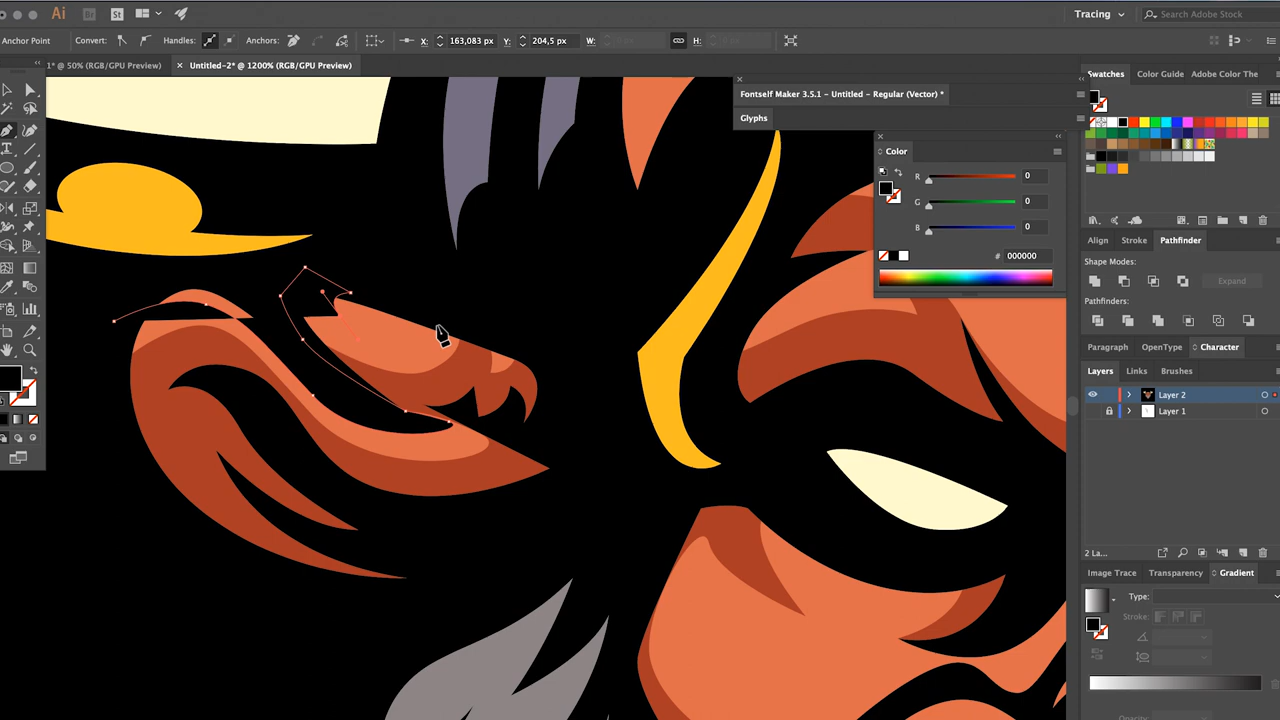 Ai Br St Tracing Search Adobe Stock
Anchor Point Convert: Handles: Anchors: X: 163,083 px Y: 204,5 px W: H:
1* @ 50% (RGB/GPU Preview) × Untitled-2* @ 1200% (RGB/GPU Preview)
Fontself Maker 3.5.1 – Untitled – Regular (Vector) *
Glyphs
Color
R 0
G 0
B 0
# 000000
Swatches Color Guide Adobe Color The
Align Stroke Pathfinder
Shape Modes:
Expand
Pathfinders:
Paragraph OpenType Character
Layers Links Brushes
Layer 2
Layer 1
2 La...
Image Trace Transparency Gradient
Type:
Stroke: